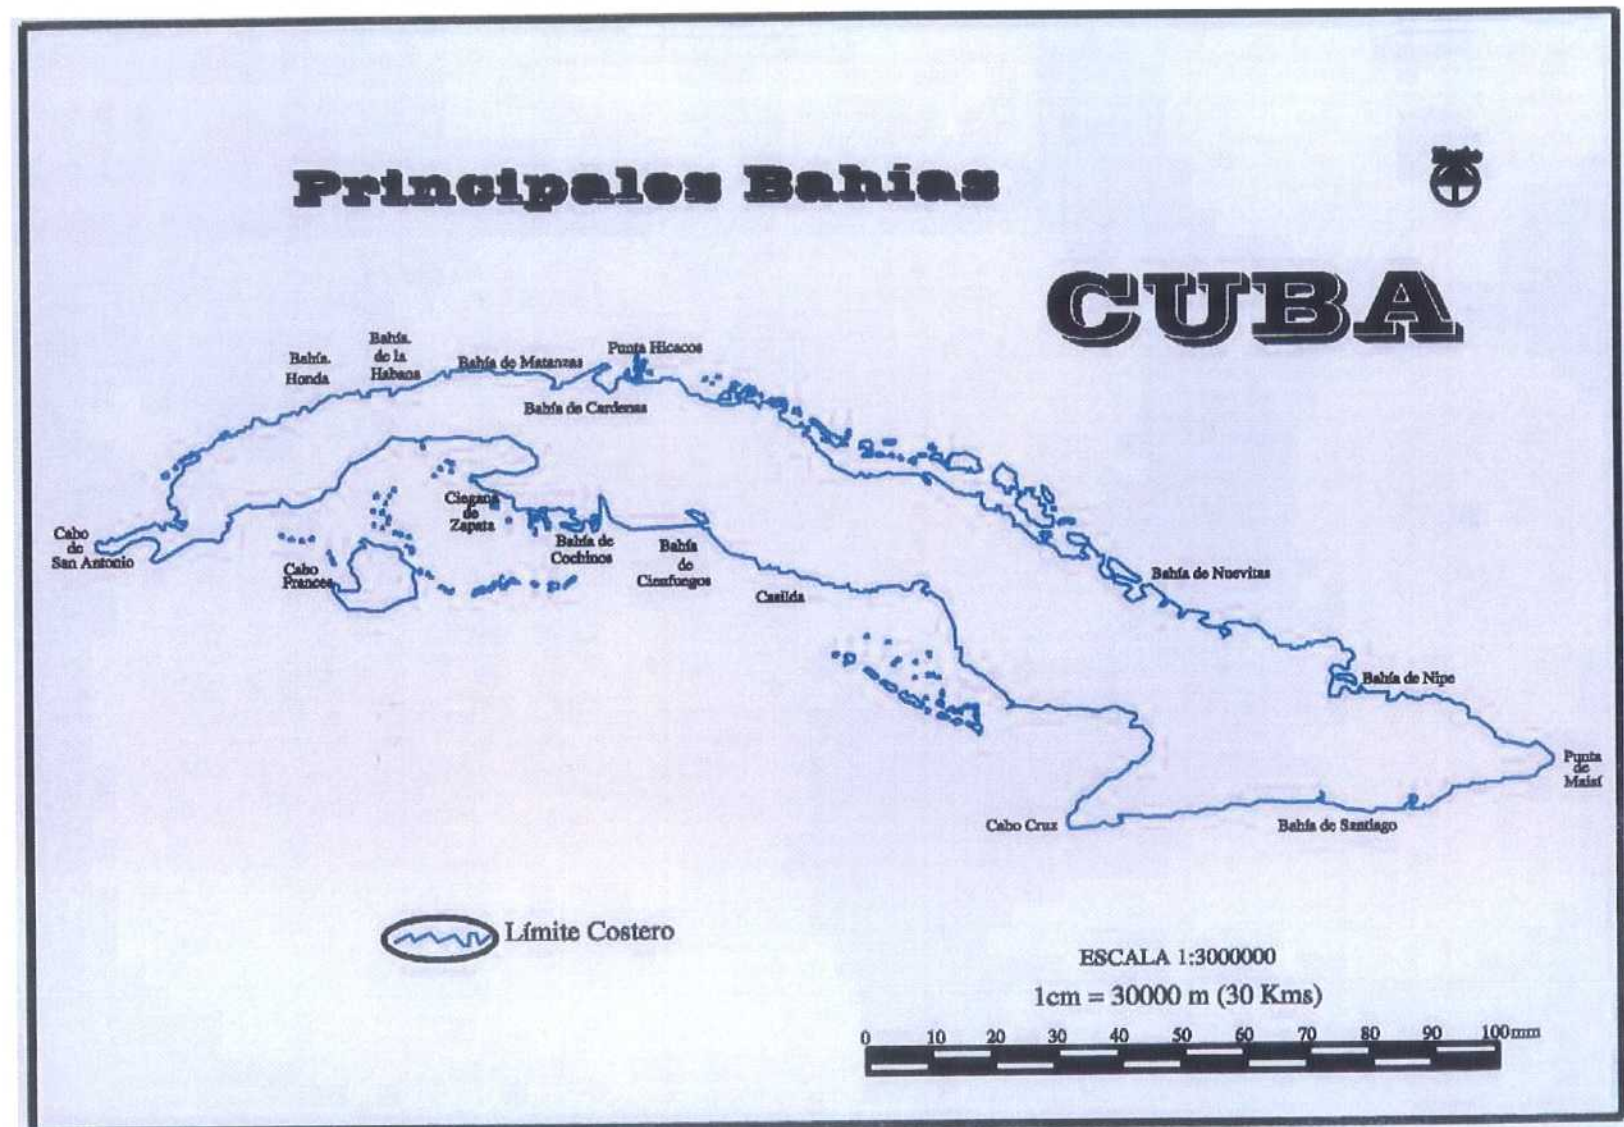 Principales Bahias
CUBA
Bahía.
Honda
Bahía.
de la
Habana
Bahía de Matanzas
Punta Hicacos
Bahía de Cardenas
Cabo
de
San Antonio
Cabo
Frances
Ciegana
de
Zapata
Bahía de
Cochinos
Bahía
de
Cienfuegos
Casilda
Bahía de Nuevitas
Bahía de Nipe
Punta
de
Maisí
Cabo Cruz
Bahía de Santiago
Límite Costero
ESCALA 1:3000000
1cm = 30000 m (30 Kms)
0 10 20 30 40 50 60 70 80 90 100mm